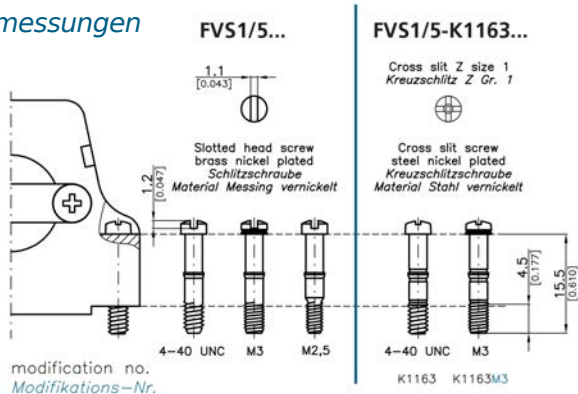 messungen
FVS1/5...
FVS1/5-K1163...
1.1
[0.043]
Cross slit Z size 1
Kreuzschlitz Z Gr. 1
Slotted head screw
brass nickel plated
Schlitzschraube
Material Messing vernickelt
Cross slit screw
steel nickel plated
Kreuzschlitzschraube
Material Stahl vernickelt
1.2
[0.047]
4.5
[0.177]
15.5
[0.610]
4-40 UNC M3 M2,5
4-40 UNC M3
modification no.
Modifikations-Nr.
K1163 K1163M3